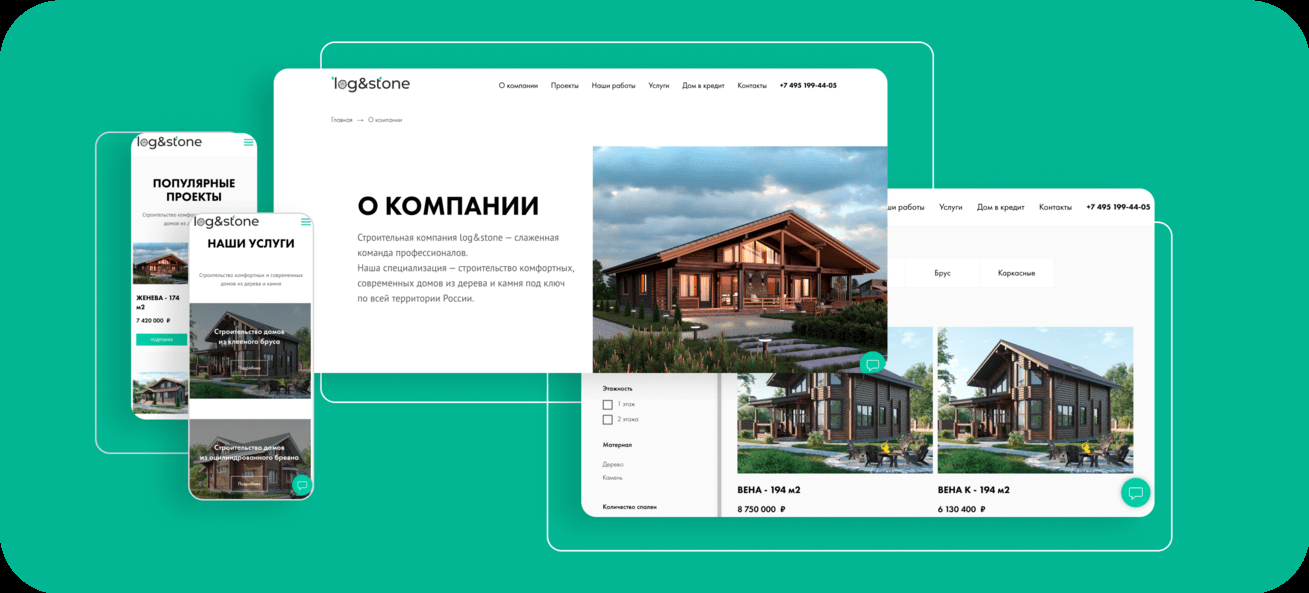 log&stone
О компании
Проекты
Наши работы
Услуги
Дом в кредит
Контакты
+7 495 199-44-05
Главная → О компании
О КОМПАНИИ
Строительная компания log&stone — слаженная
команда профессионалов.
Наша специализация — строительство комфортных,
современных домов из дерева и камня под ключ
по всей территории России.
log&stone
ПОПУЛЯРНЫЕ
ПРОЕКТЫ
Строительство
домов из
ЖЕНЕВА - 174
м2
7 420 000 ₽
log&stone
НАШИ УСЛУГИ
Строительство комфортных и современных
домов из дерева и камня
Строительство домов
из клееного бруса
Подробнее
Строительство домов
из оцилиндрованного бревна
Подробнее
работы
Услуги
Дом в кредит
Контакты
+7 495 199-44-05
Брус
Каркасные
Этажность
1 этаж
2 этажа
Материал
Дерево
Камень
Количество спален
ВЕНА - 194 м2
8 750 000 ₽
ВЕНА К - 194 м2
6 130 400 ₽